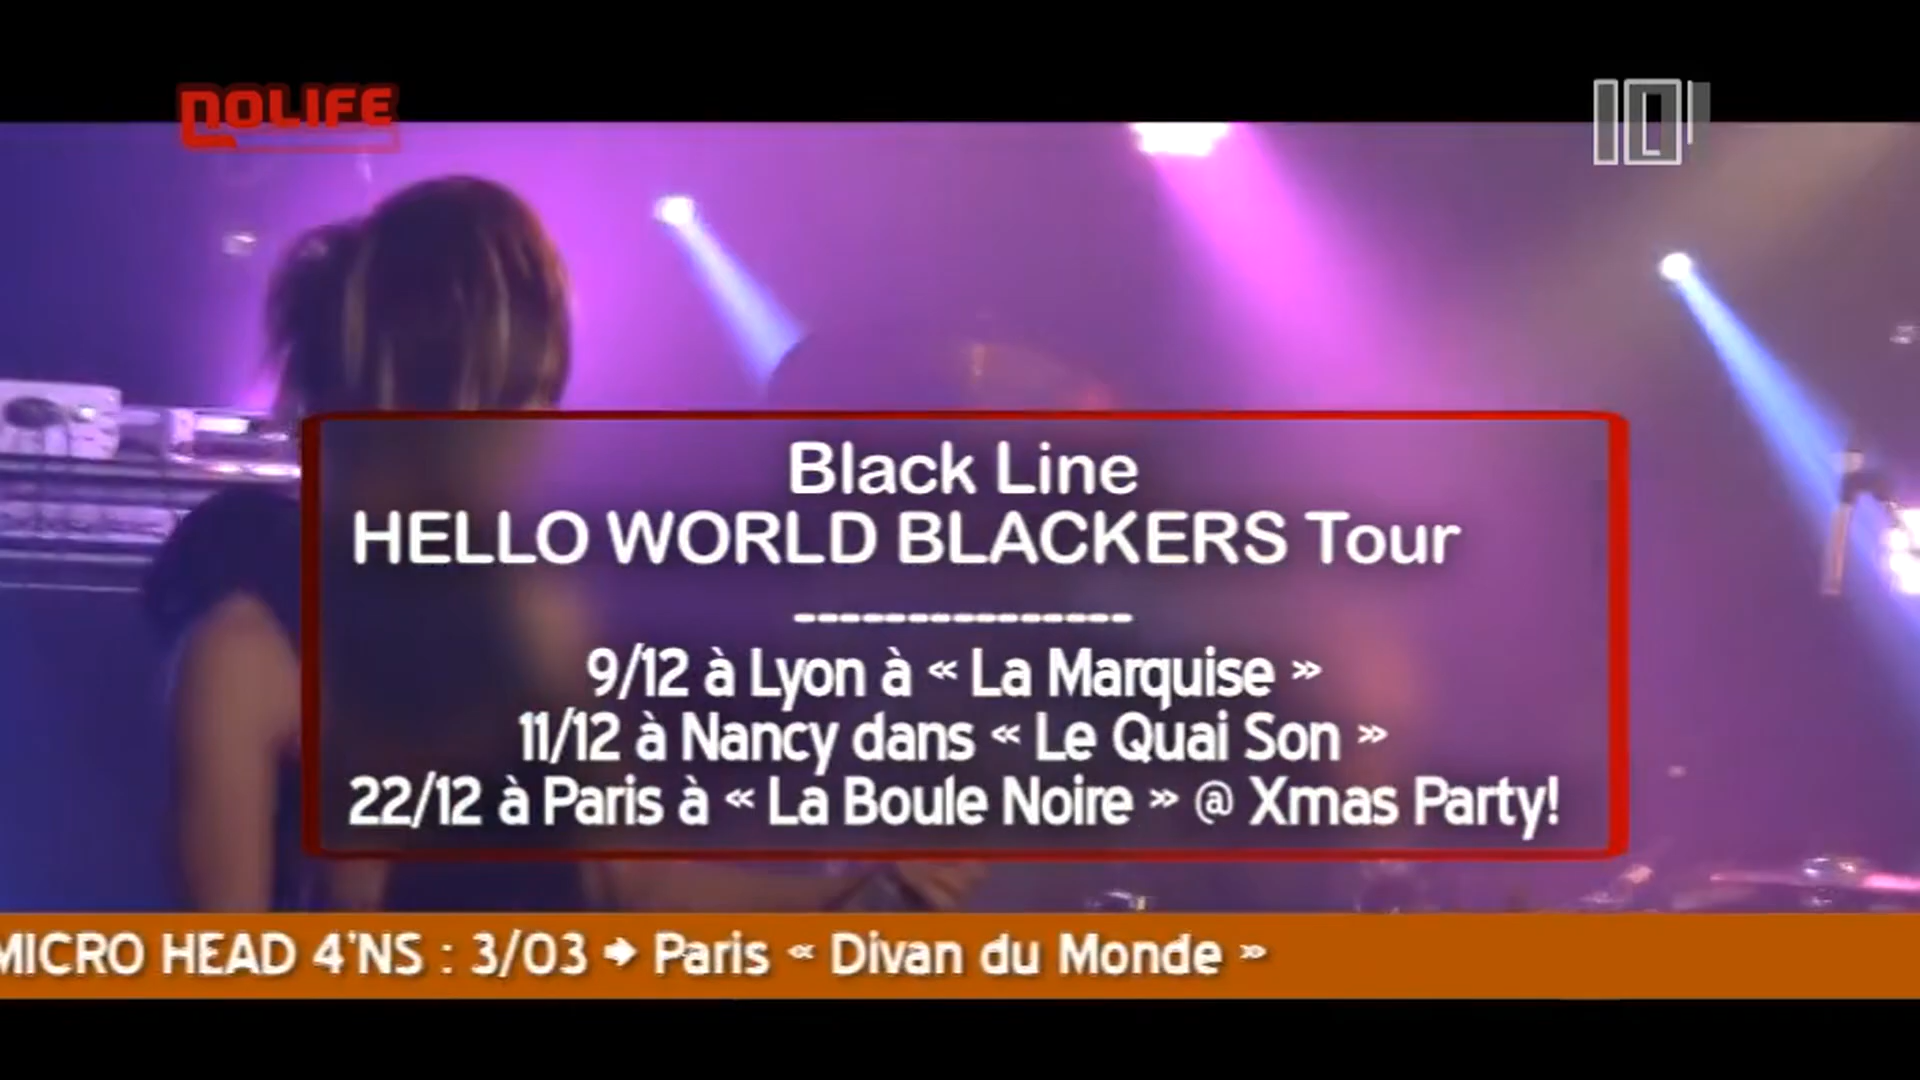 NOLIFE
Black Line
HELLO WORLD BLACKERS Tour
---------------
9/12 à Lyon à « La Marquise »
11/12 à Nancy dans « Le Quai Son »
22/12 à Paris à « La Boule Noire » @ Xmas Party!
MICRO HEAD 4'NS : 3/03 → Paris « Divan du Monde »